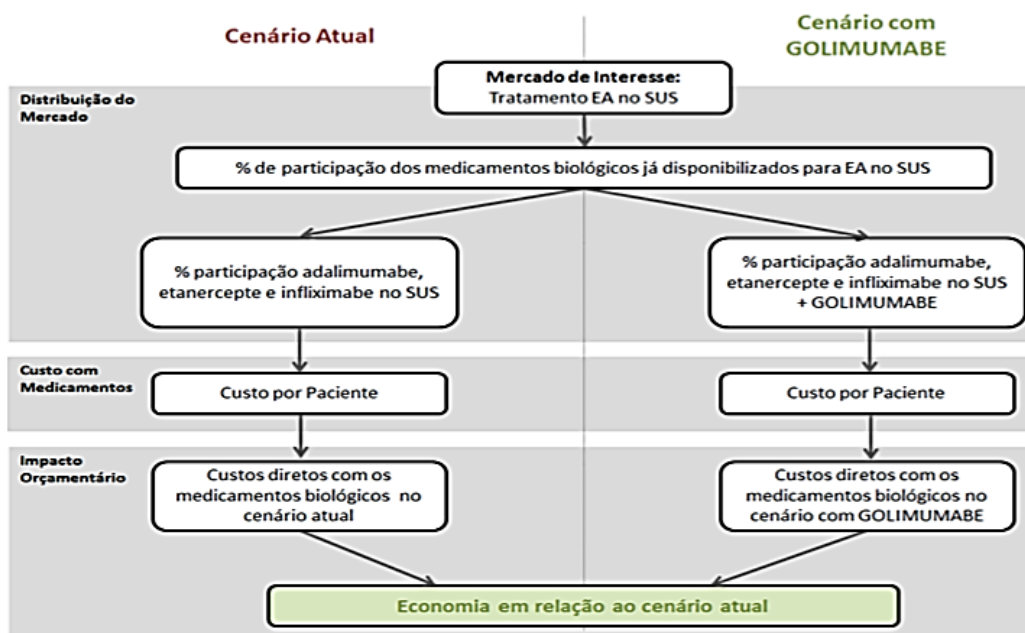 Cenário Atual
Cenário com
GOLIMUMABE
Mercado de Interesse:
Tratamento EA no SUS
Distribuição do
Mercado
% de participação dos medicamentos biológicos já disponibilizados para EA no SUS
% participação adalimumabe,
etanercepte e infliximabe no SUS
% participação adalimumabe,
etanercepte e infliximabe no SUS
+ GOLIMUMABE
Custo com
Medicamentos
Custo por Paciente
Custo por Paciente
Impacto
Orçamentário
Custos diretos com os
medicamentos biológicos no
cenário atual
Custos diretos com os
medicamentos biológicos no
cenário com GOLIMUMABE
Economia em relação ao cenário atual